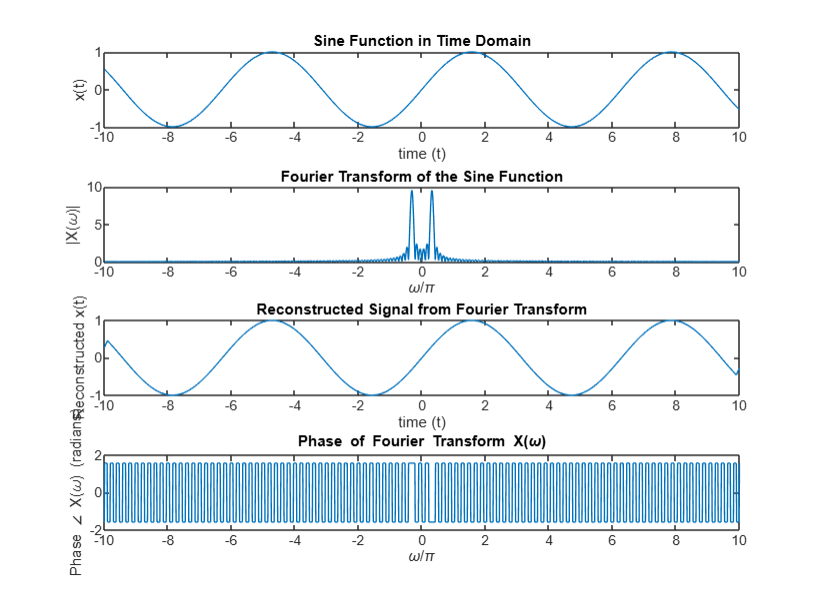 Sine Function in Time Domain
x(t)
1
0
-1
-10 -8 -6 -4 -2 0 2 4 6 8 10
time (t)
Fourier Transform of the Sine Function
|X(ω)|
10
5
0
-10 -8 -6 -4 -2 0 2 4 6 8 10
ω/π
Reconstructed Signal from Fourier Transform
Reconstructed x(t)
1
0
-1
-10 -8 -6 -4 -2 0 2 4 6 8 10
time (t)
Phase of Fourier Transform X(ω)
Phase ∠ X(ω) (radians)
2
0
-2
-10 -8 -6 -4 -2 0 2 4 6 8 10
ω/π